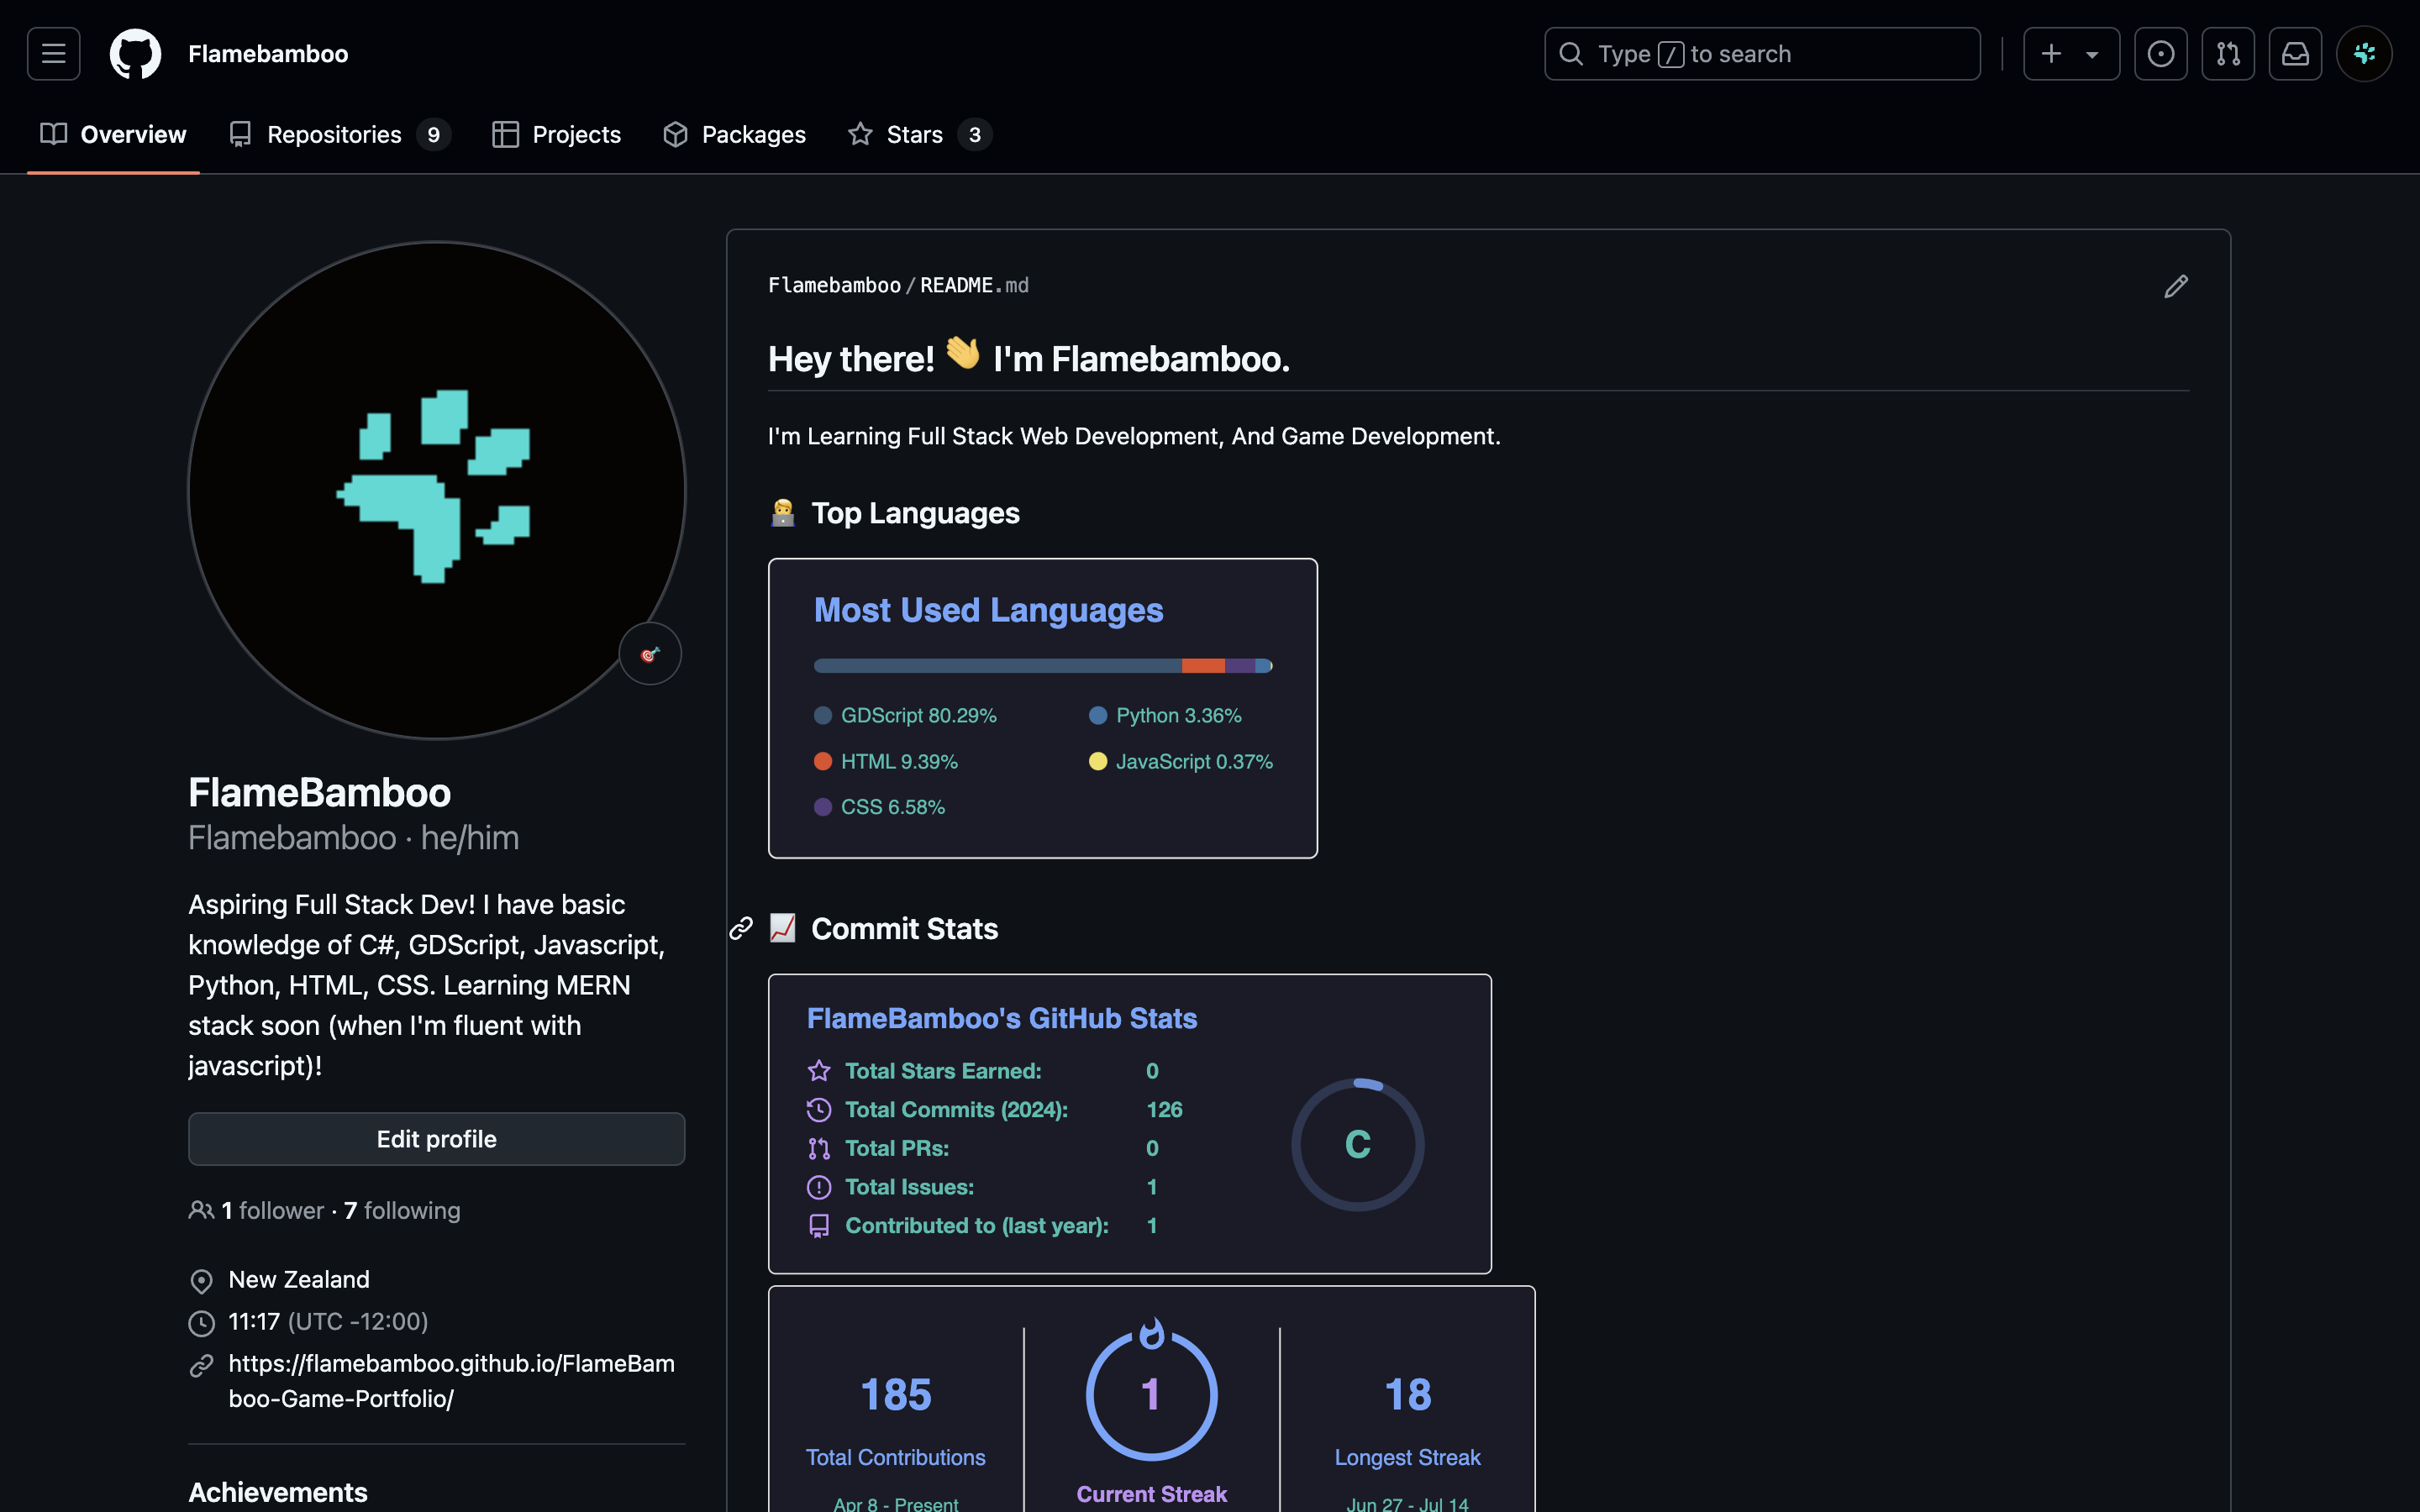 Flamebamboo
Type / to search
Overview
Repositories 9
Projects
Packages
Stars 3
FlameBamboo
Flamebamboo · he/him
Aspiring Full Stack Dev! I have basic
knowledge of C#, GDScript, Javascript,
Python, HTML, CSS. Learning MERN
stack soon (when I'm fluent with
javascript)!
Edit profile
1 follower · 7 following
New Zealand
11:17 (UTC -12:00)
https://flamebamboo.github.io/FlameBam
boo-Game-Portfolio/
Achievements
Flamebamboo/README.md
Hey there! 👋 I'm Flamebamboo.
I'm Learning Full Stack Web Development, And Game Development.
Top Languages
Most Used Languages
GDScript 80.29%
HTML 9.39%
CSS 6.58%
Python 3.36%
JavaScript 0.37%
Commit Stats
FlameBamboo's GitHub Stats
Total Stars Earned: 0
Total Commits (2024): 126
Total PRs: 0
Total Issues: 1
Contributed to (last year): 1
C
185
Total Contributions
Apr 8 - Present
1
Current Streak
18
Longest Streak
Jun 27 - Jul 14